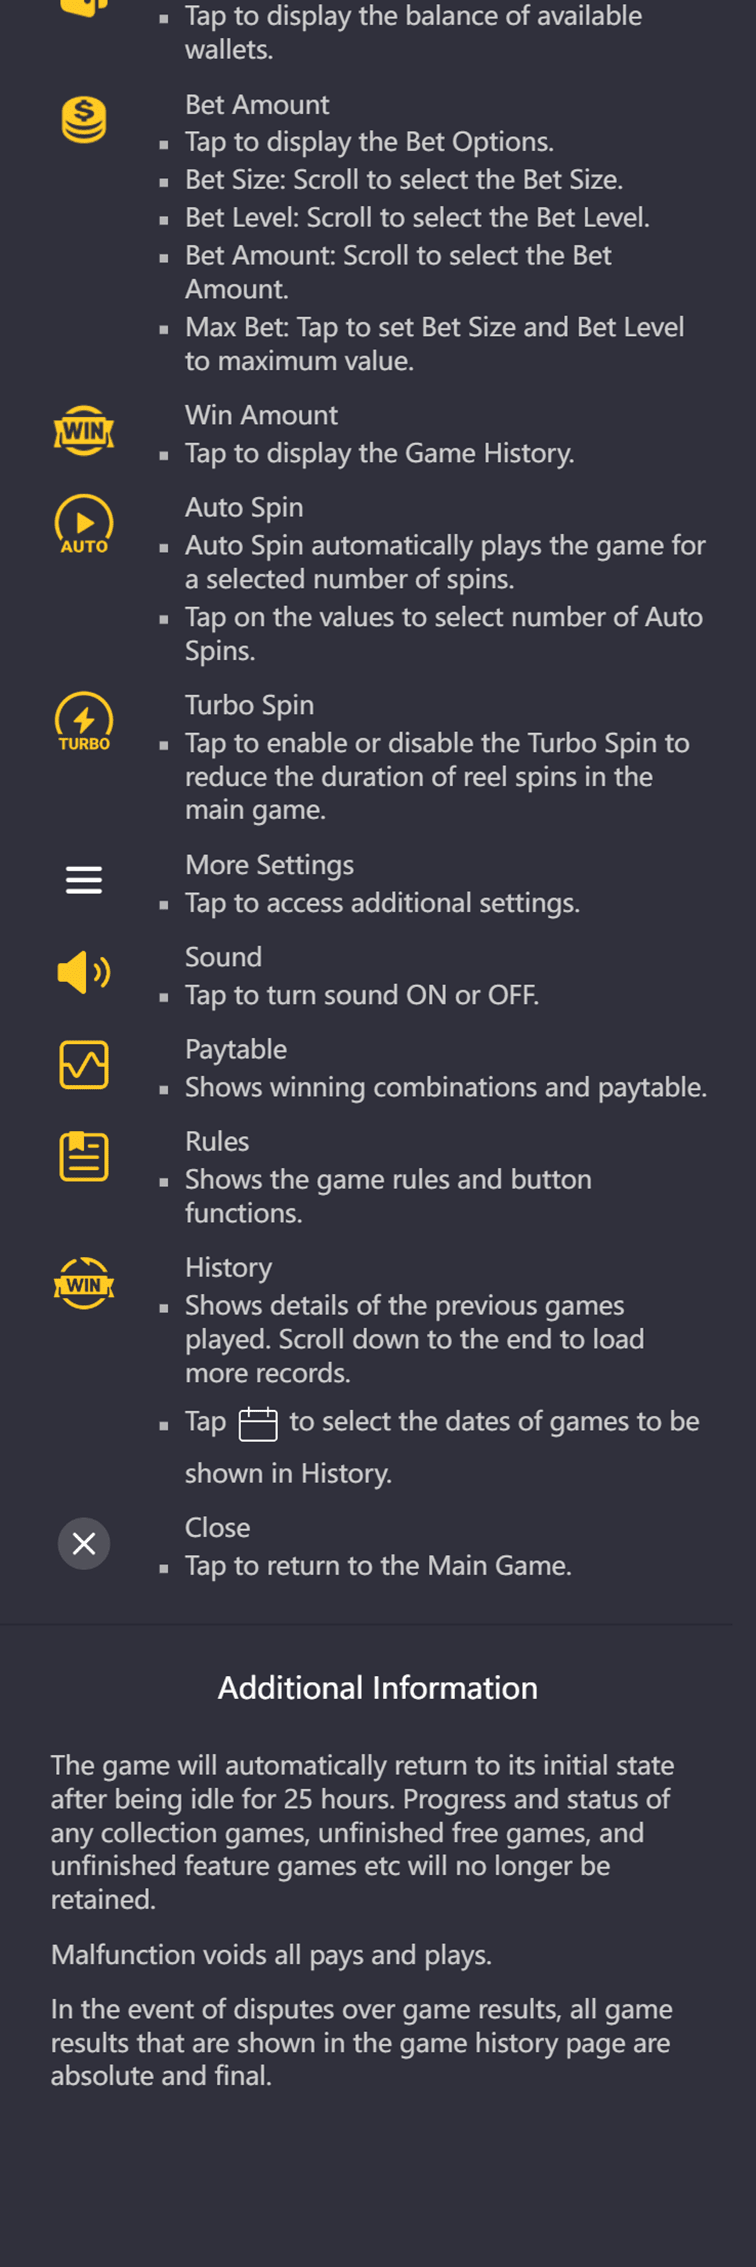 Tap to display the balance of available
wallets.
Bet Amount
Tap to display the Bet Options.
Bet Size: Scroll to select the Bet Size.
Bet Level: Scroll to select the Bet Level.
Bet Amount: Scroll to select the Bet
Amount.
Max Bet: Tap to set Bet Size and Bet Level
to maximum value.
WIN
Win Amount
Tap to display the Game History.
AUTO
Auto Spin
Auto Spin automatically plays the game for
a selected number of spins.
Tap on the values to select number of Auto
Spins.
TURBO
Turbo Spin
Tap to enable or disable the Turbo Spin to
reduce the duration of reel spins in the
main game.
More Settings
Tap to access additional settings.
Sound
Tap to turn sound ON or OFF.
Paytable
Shows winning combinations and paytable.
Rules
Shows the game rules and button
functions.
WIN
History
Shows details of the previous games
played. Scroll down to the end to load
more records.
Tap to select the dates of games to be
shown in History.
Close
Tap to return to the Main Game.
Additional Information
The game will automatically return to its initial state
after being idle for 25 hours. Progress and status of
any collection games, unfinished free games, and
unfinished feature games etc will no longer be
retained.
Malfunction voids all pays and plays.
In the event of disputes over game results, all game
results that are shown in the game history page are
absolute and final.